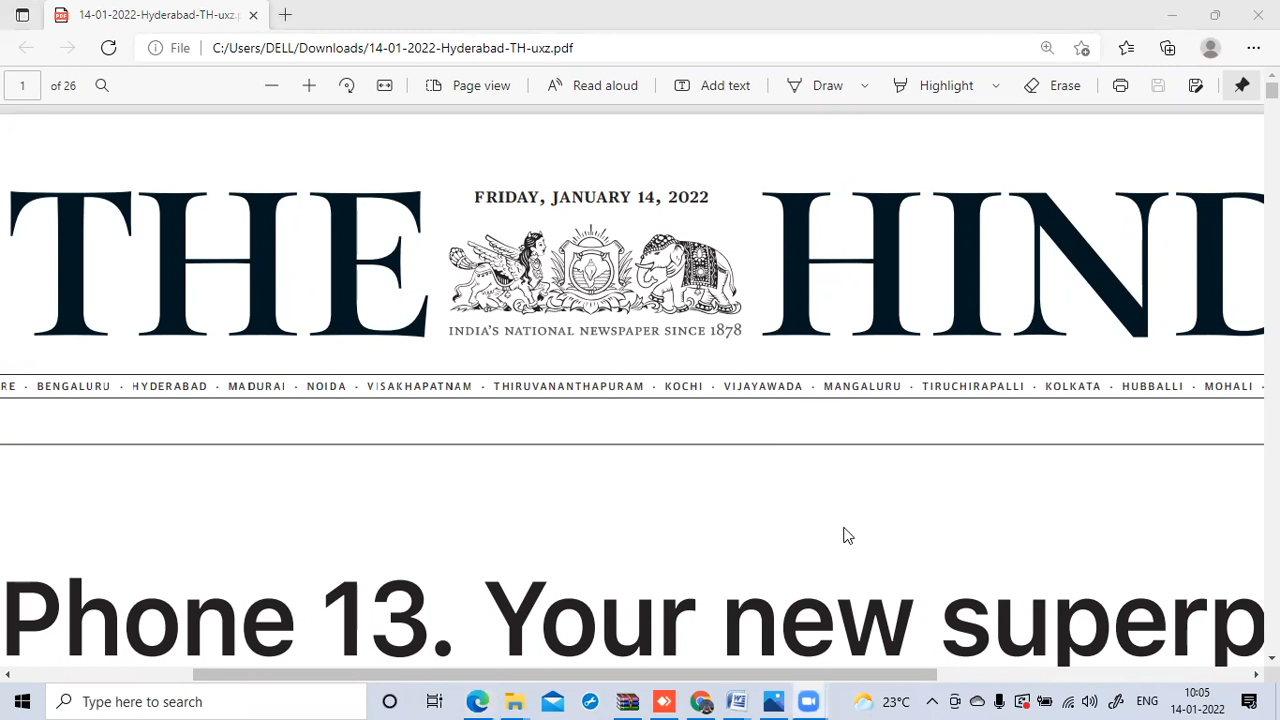 14-01-2022-Hyderabad-TH-uxz.p
File C:/Users/DELL/Downloads/14-01-2022-Hyderabad-TH-uxz.pdf
1 of 26 Page view Read aloud Add text Draw Highlight Erase
FRIDAY, JANUARY 14, 2022
THE HIND
INDIA'S NATIONAL NEWSPAPER SINCE 1878
RE · BENGALURU · HYDERABAD · MADURAI · NOIDA · VISAKHAPATNAM · THIRUVANANTHAPURAM · KOCHI · VIJAYAWADA · MANGALURU · TIRUCHIRAPALLI · KOLKATA · HUBBALLI · MOHALI ·
Phone 13. Your new superp
Type here to search 23°C ENG 10:05
14-01-2022